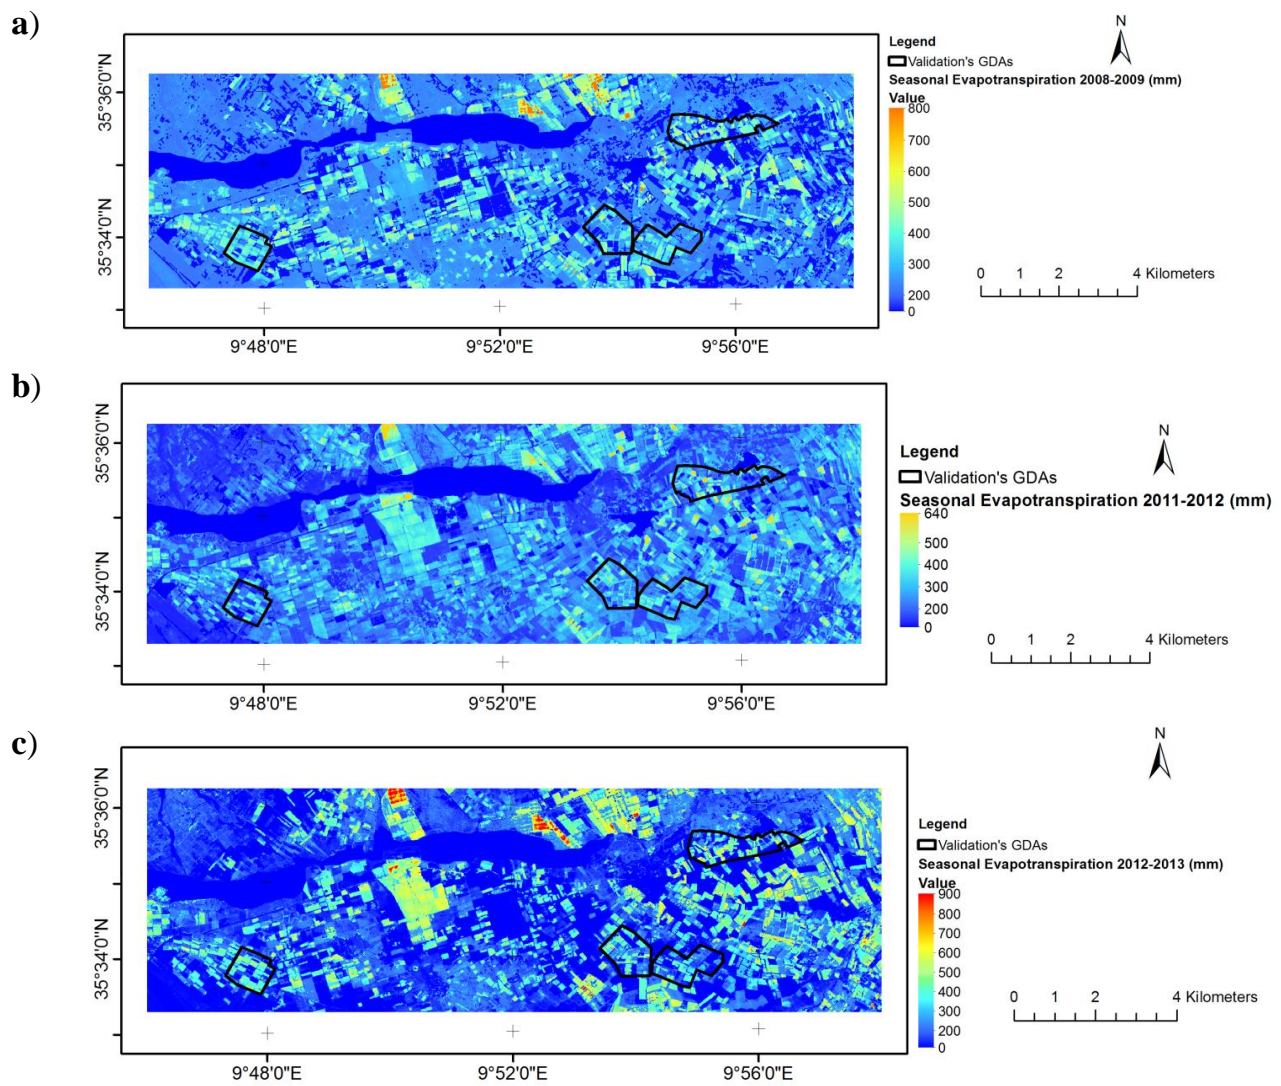 a)
N
Legend
Validation's GDAs
Seasonal Evapotranspiration 2008-2009 (mm)
Value
800
700
600
500
400
300
200
0
0 1 2 4 Kilometers
35°36'0"N
35°34'0"N
9°48'0"E 9°52'0"E 9°56'0"E
b)
N
Legend
Validation's GDAs
Seasonal Evapotranspiration 2011-2012 (mm)
640
500
400
300
200
0
0 1 2 4 Kilometers
35°36'0"N
35°34'0"N
9°48'0"E 9°52'0"E 9°56'0"E
c)
N
Legend
Validation's GDAs
Seasonal Evapotranspiration 2012-2013 (mm)
Value
900
800
700
600
500
400
300
200
0
0 1 2 4 Kilometers
35°36'0"N
35°34'0"N
9°48'0"E 9°52'0"E 9°56'0"E